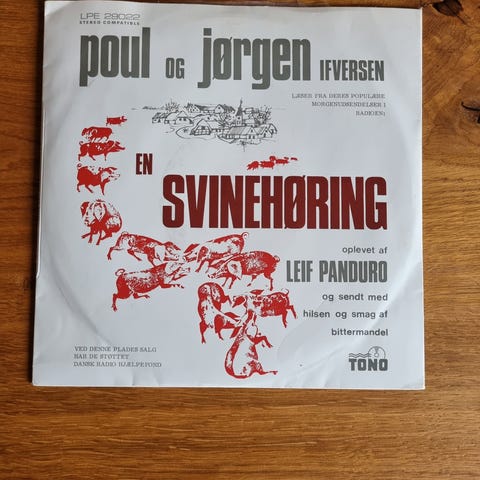 LPE 29022
STEREO COMPATIBLE
poul OG jørgen IFVERSEN
LÆSER FRA DERES POPULÆRE
MORGENUDSENDELSER I
RADIO(EN)
EN
SVINEHØRING
oplevet af
LEIF PANDURO
og sendt med
hilsen og smag af
bittermandel
VED DENNE PLADES SALG
HAR DE STØTTET
DANSK RADIO HJÆLPEFOND
TONO